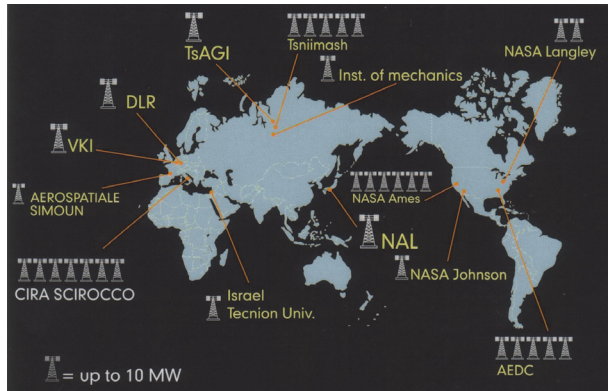 TsAGI
Tsniimash
Inst. of mechanics
NASA Langley
DLR
VKI
AEROSPATIALE
SIMOUN
NASA Ames
NAL
NASA Johnson
CIRA SCIROCCO
Israel
Tecnion Univ.
AEDC
= up to 10 MW